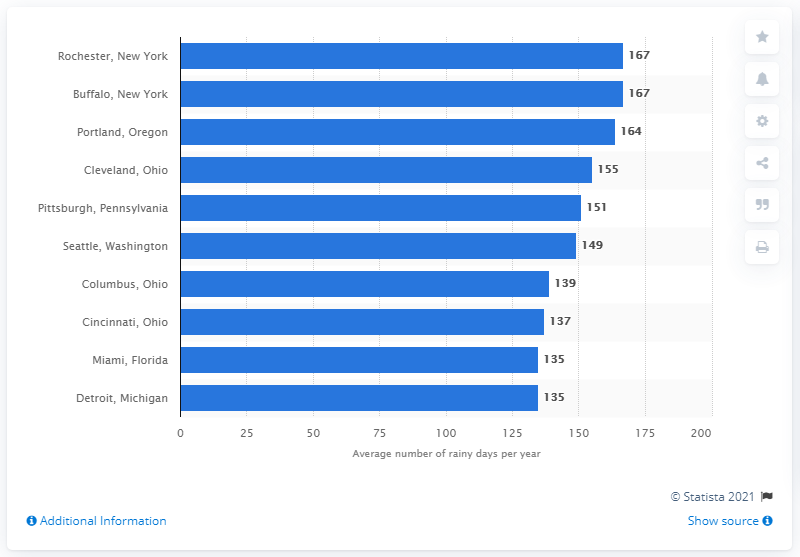 Rochester, New York 167
Buffalo, New York 167
Portland, Oregon 164
Cleveland, Ohio 155
Pittsburgh, Pennsylvania 151
Seattle, Washington 149
Columbus, Ohio 139
Cincinnati, Ohio 137
Miami, Florida 135
Detroit, Michigan 135
0 25 50 75 100 125 150 175 200
Average number of rainy days per year
© Statista 2021
Additional Information
Show source